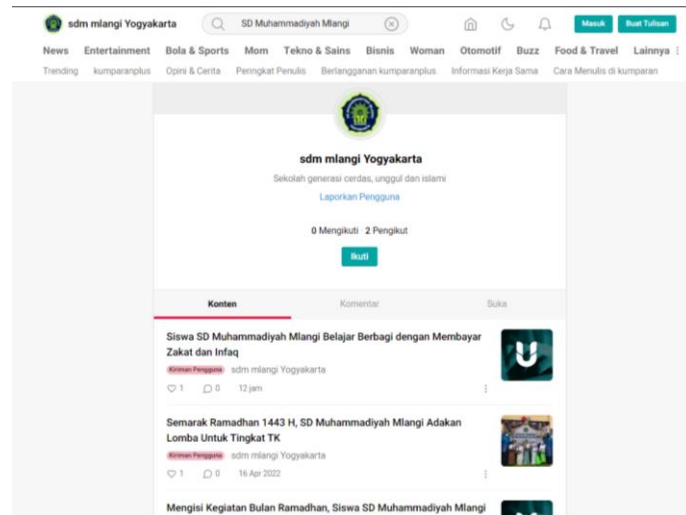 sdm mlangi Yogyakarta
SD Muhammadiyah Mlangi
Masuk
Buat Tulisan
News Entertainment Bola & Sports Mom Tekno & Sains Bisnis Woman Otomotif Buzz Food & Travel Lainnya
Trending kumparanplus Opini & Cerita Peringkat Penulis Berlangganan kumparanplus Informasi Kerja Sama Cara Menulis di kumparan
sdm mlangi Yogyakarta
Sekolah generasi cerdas, unggul dan islami
Laporkan Pengguna
0 Mengikuti 2 Pengikut
Ikuti
Konten Komentar Suka
Siswa SD Muhammadiyah Mlangi Belajar Berbagi dengan Membayar
Zakat dan Infaq
Kiriman Pengguna sdm mlangi Yogyakarta
1 0 12 jam
Semarak Ramadhan 1443 H, SD Muhammadiyah Mlangi Adakan
Lomba Untuk Tingkat TK
Kiriman Pengguna sdm mlangi Yogyakarta
1 0 16 Apr 2022
Mengisi Kegiatan Bulan Ramadhan, Siswa SD Muhammadiyah Mlangi